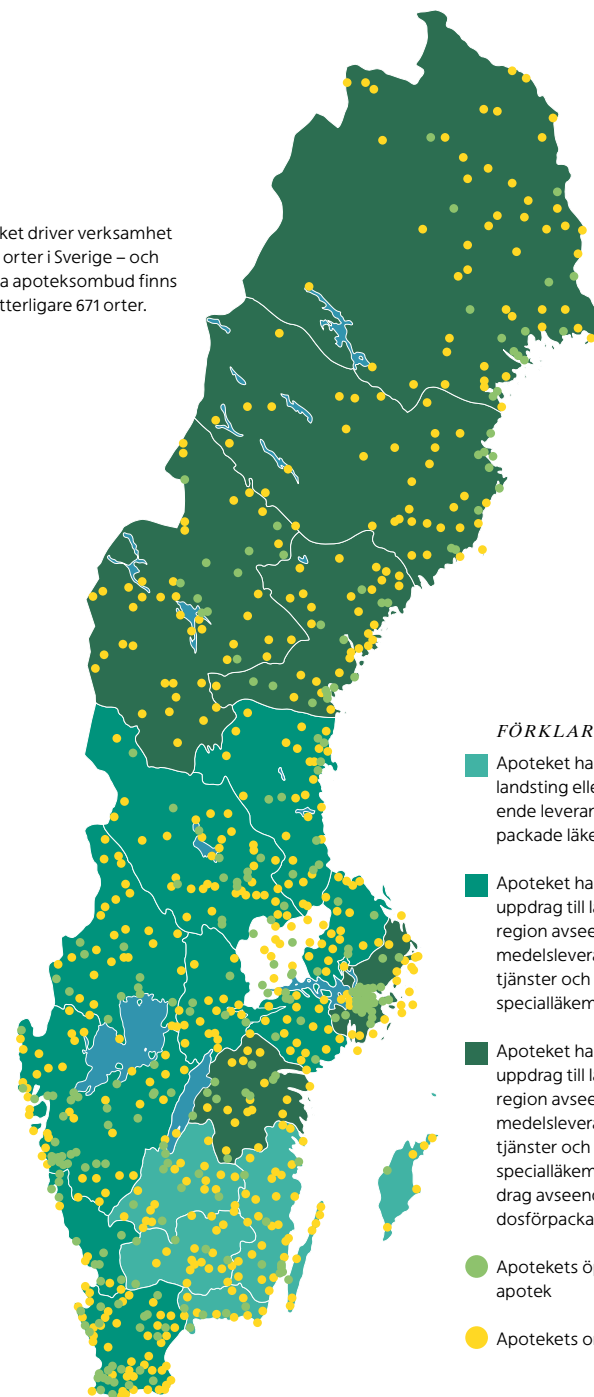 ket driver verksamhet
orter i Sverige – och
a apoteksombud finns
tterligare 671 orter.
FÖRKLAR
Apoteket ha
landsting elle
ende leveran
packade läke
Apoteket ha
uppdrag till la
region avsee
medelslevera
tjänster och
specialläkem
Apoteket ha
uppdrag till la
region avsee
medelslevera
tjänster och
specialläkem
drag avseend
dosförpacka
Apotekets öp
apotek
Apotekets o